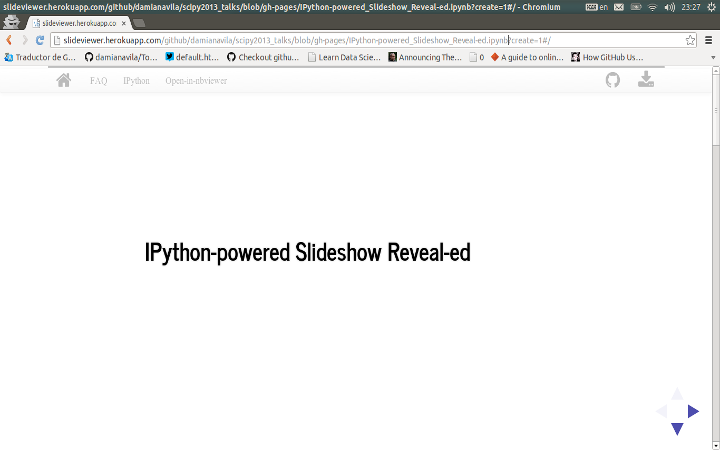 slideviewer.herokuapp.com/github/damianavila/scipy2013_talks/blob/gh-pages/IPython-powered_Slideshow_Reveal-ed.ipynb?create=1#/ - Chromium
en
23:27
slideviewer.herokuapp.co
slideviewer.herokuapp.com/github/damianavila/scipy2013_talks/blob/gh-pages/IPython-powered_Slideshow_Reveal-ed.ipynb?create=1#/
Traductor de G... damianavila/To... default.ht... Checkout githu... Learn Data Scie... Announcing The... 0 A guide to onlin... How GitHub Us...
FAQ IPython Open-in-nbviewer
IPython-powered Slideshow Reveal-ed